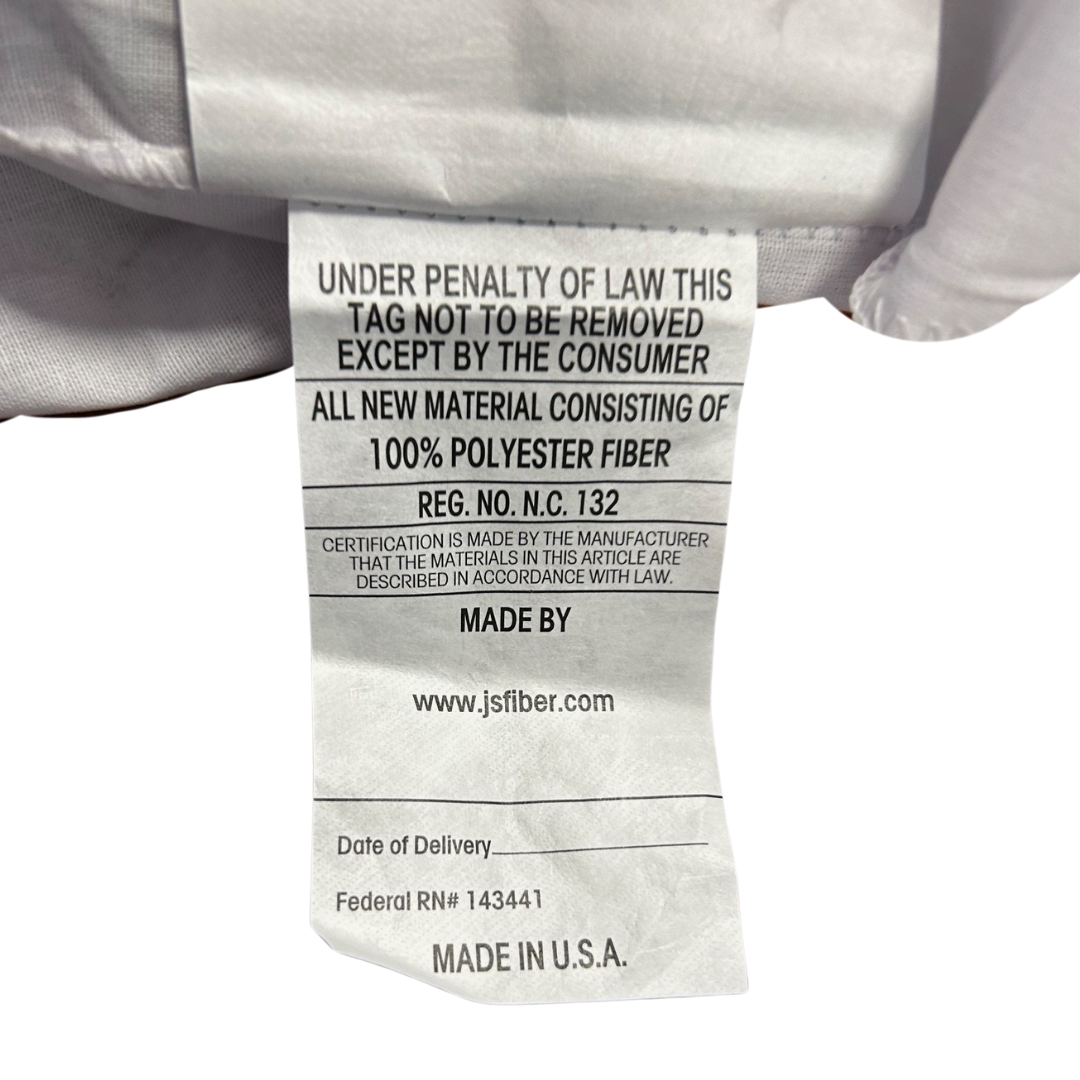 UNDER PENALTY OF LAW THIS
TAG NOT TO BE REMOVED
EXCEPT BY THE CONSUMER
ALL NEW MATERIAL CONSISTING OF
100% POLYESTER FIBER
REG. NO. N.C. 132
CERTIFICATION IS MADE BY THE MANUFACTURER
THAT THE MATERIALS IN THIS ARTICLE ARE
DESCRIBED IN ACCORDANCE WITH LAW.
MADE BY
www.jsfiber.com
Date of Delivery
Federal RN# 143441
MADE IN U.S.A.